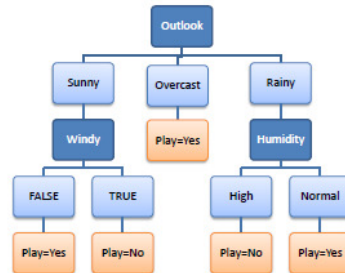 Outlook
Sunny Overcast Rainy
Windy Play=Yes Humidity
FALSE TRUE High Normal
Play=Yes Play=No Play=No Play=Yes